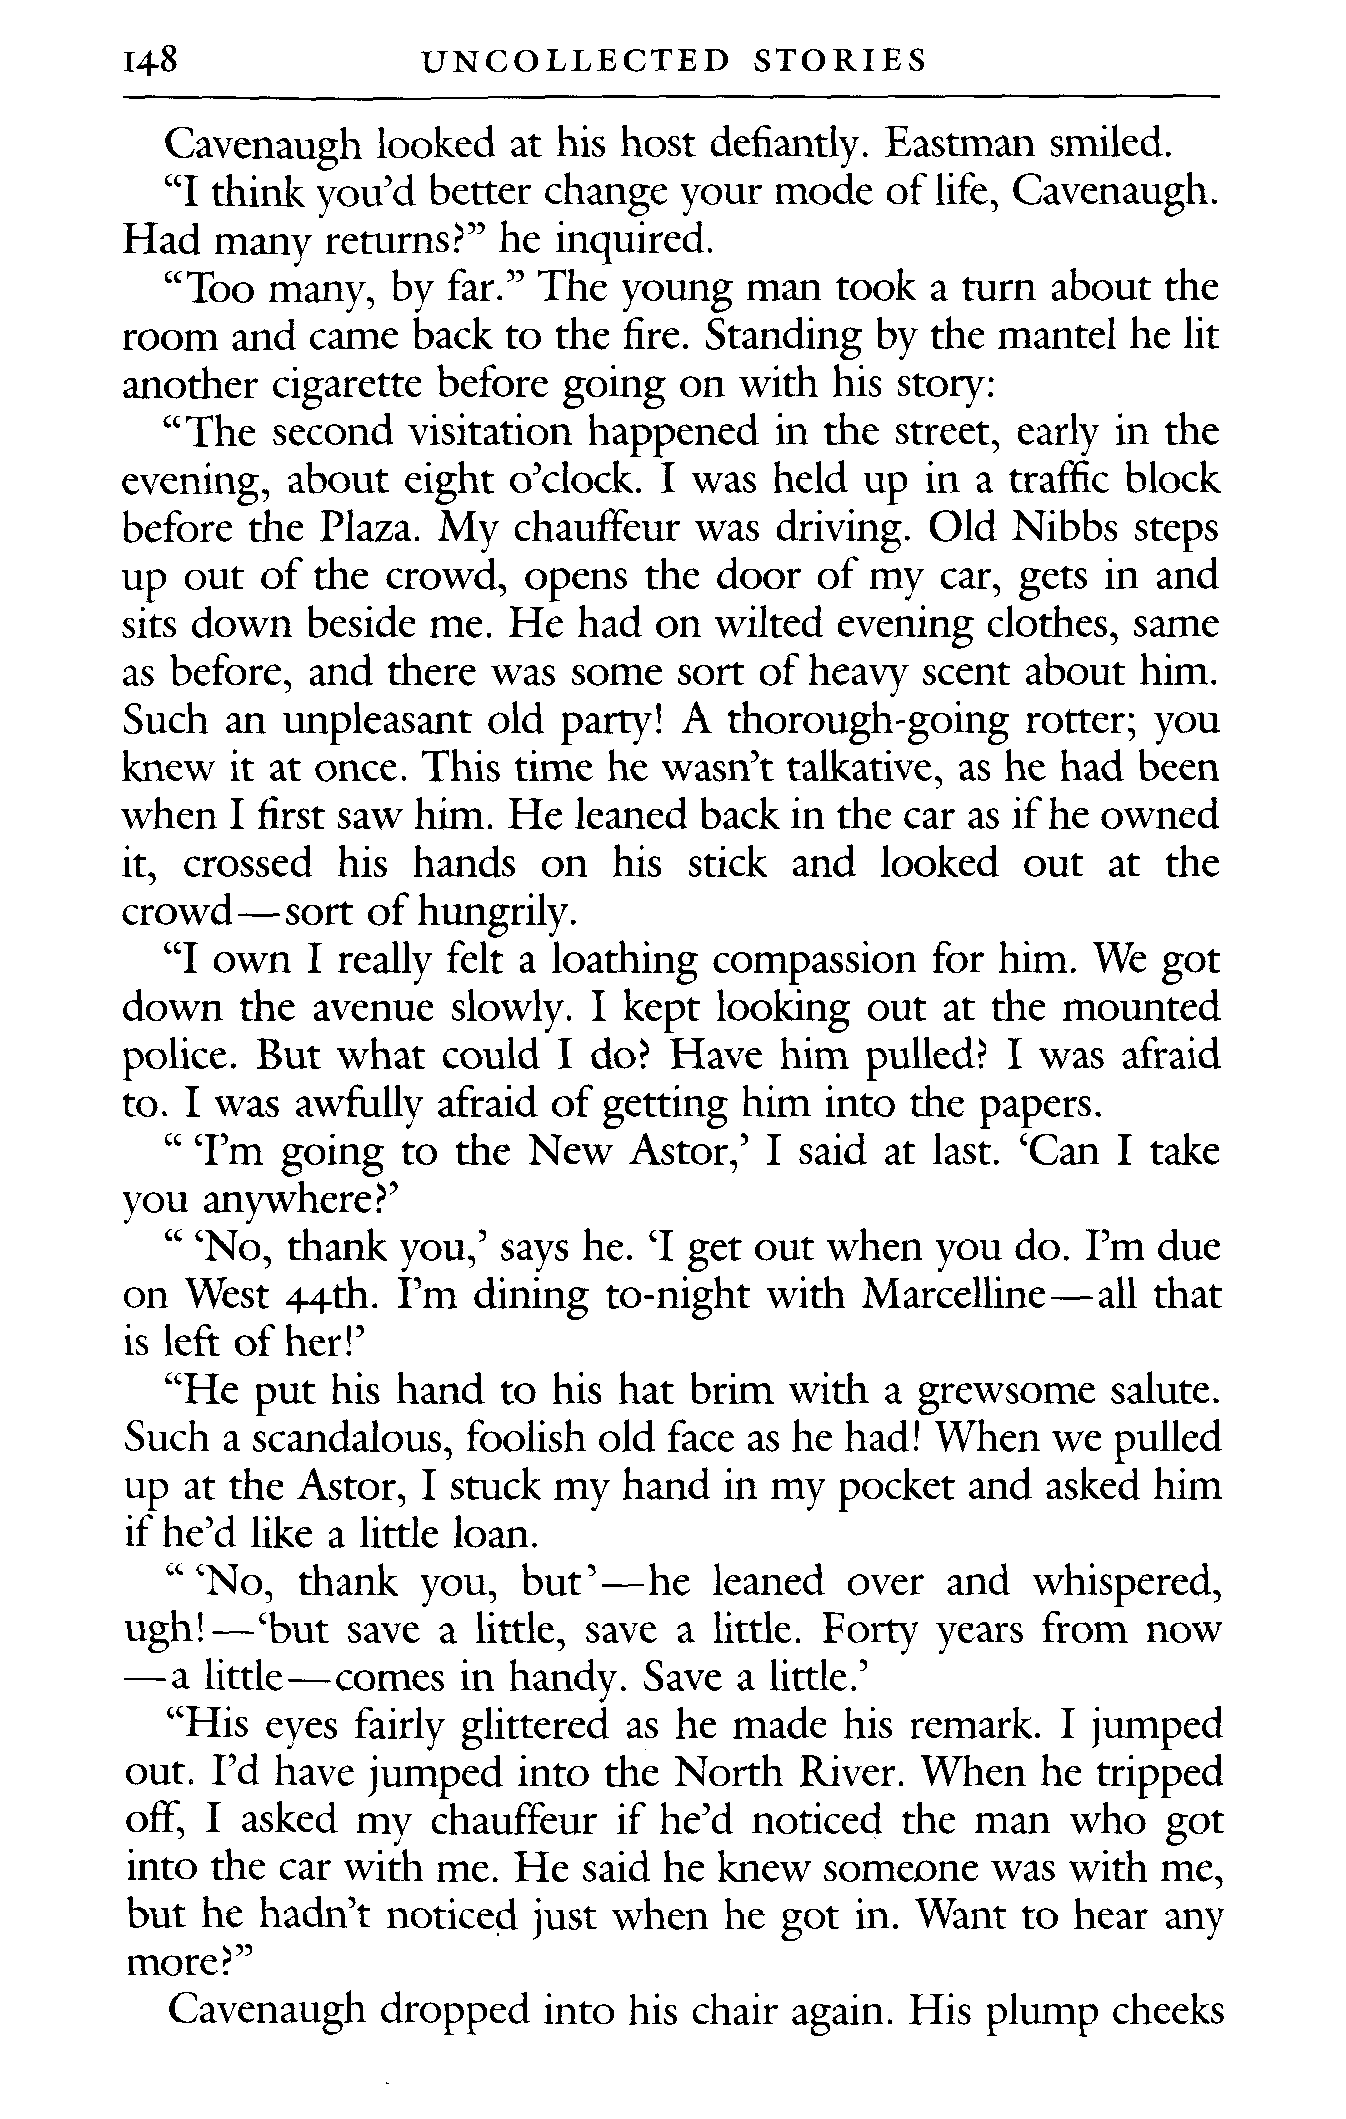 148 UNCOLLECTED STORIES
Cavenaugh looked at his host defiantly. Eastman smiled.
“I think you’d better change your mode of life, Cavenaugh.
Had many returns?” he inquired.
“Too many, by far.” The young man took a turn about the
room and came back to the fire. Standing by the mantel he lit
another cigarette before going on with his story:
“The second visitation happened in the street, early in the
evening, about eight o’clock. I was held up in a traffic block
before the Plaza. My chauffeur was driving. Old Nibbs steps
up out of the crowd, opens the door of my car, gets in and
sits down beside me. He had on wilted evening clothes, same
as before, and there was some sort of heavy scent about him.
Such an unpleasant old party! A thorough-going rotter; you
knew it at once. This time he wasn’t talkative, as he had been
when I first saw him. He leaned back in the car as if he owned
it, crossed his hands on his stick and looked out at the
crowd—sort of hungrily.
“I own I really felt a loathing compassion for him. We got
down the avenue slowly. I kept looking out at the mounted
police. But what could I do? Have him pulled? I was afraid
to. I was awfully afraid of getting him into the papers.
“ ‘I’m going to the New Astor,’ I said at last. ‘Can I take
you anywhere?’
“ ‘No, thank you,’ says he. ‘I get out when you do. I’m due
on West 44th. I’m dining to-night with Marcelline—all that
is left of her!’
“He put his hand to his hat brim with a grewsome salute.
Such a scandalous, foolish old face as he had! When we pulled
up at the Astor, I stuck my hand in my pocket and asked him
if he’d like a little loan.
“ ‘No, thank you, but’—he leaned over and whispered,
ugh!—‘but save a little, save a little. Forty years from now
—a little—comes in handy. Save a little.’
“His eyes fairly glittered as he made his remark. I jumped
out. I’d have jumped into the North River. When he tripped
off, I asked my chauffeur if he’d noticed the man who got
into the car with me. He said he knew someone was with me,
but he hadn’t noticed just when he got in. Want to hear any
more?”
Cavenaugh dropped into his chair again. His plump cheeks